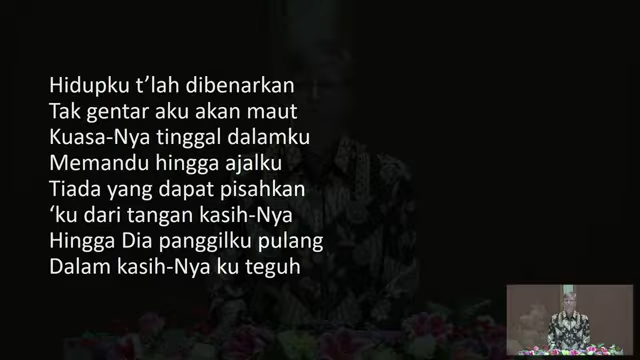 Hidupku t’lah dibenarkan
Tak gentar aku akan maut
Kuasa-Nya tinggal dalamku
Memandu hingga ajalku
Tiada yang dapat pisahkan
‘ku dari tangan kasih-Nya
Hingga Dia panggilku pulang
Dalam kasih-Nya ku teguh